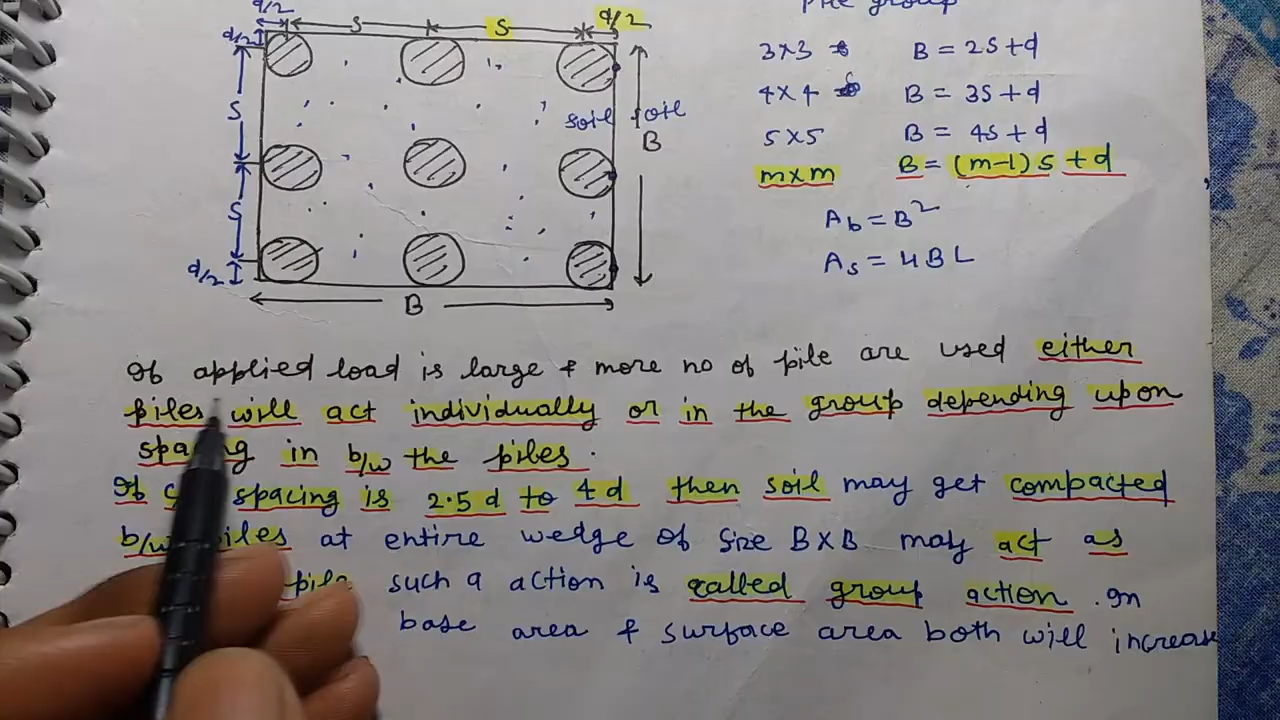 d/2 S S d/2
d/2
S
S
d/2
soil soil
B
B
Pile group
3×3 B = 2S+d
4×4 B = 3S+d
5×5 B = 4S+d
m×m B = (m-1) S + d
Ab = B²
As = 4BL
If applied load is large & more no of pile are used either
piles will act individually or in the group depending upon
spacing in b/w the piles.
If spacing is 2.5 d to 4 d then soil may get compacted
b/w piles at entire wedge of size B×B may act as
pile such a action is called group action. In
base area & surface area both will increase